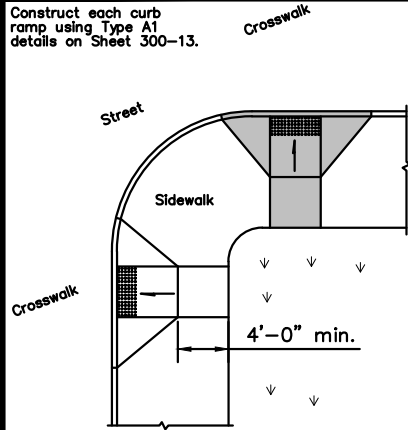 Construct each curb
ramp using Type A1
details on Sheet 300-13.
Crosswalk
Street
Sidewalk
Crosswalk
4'-0" min.